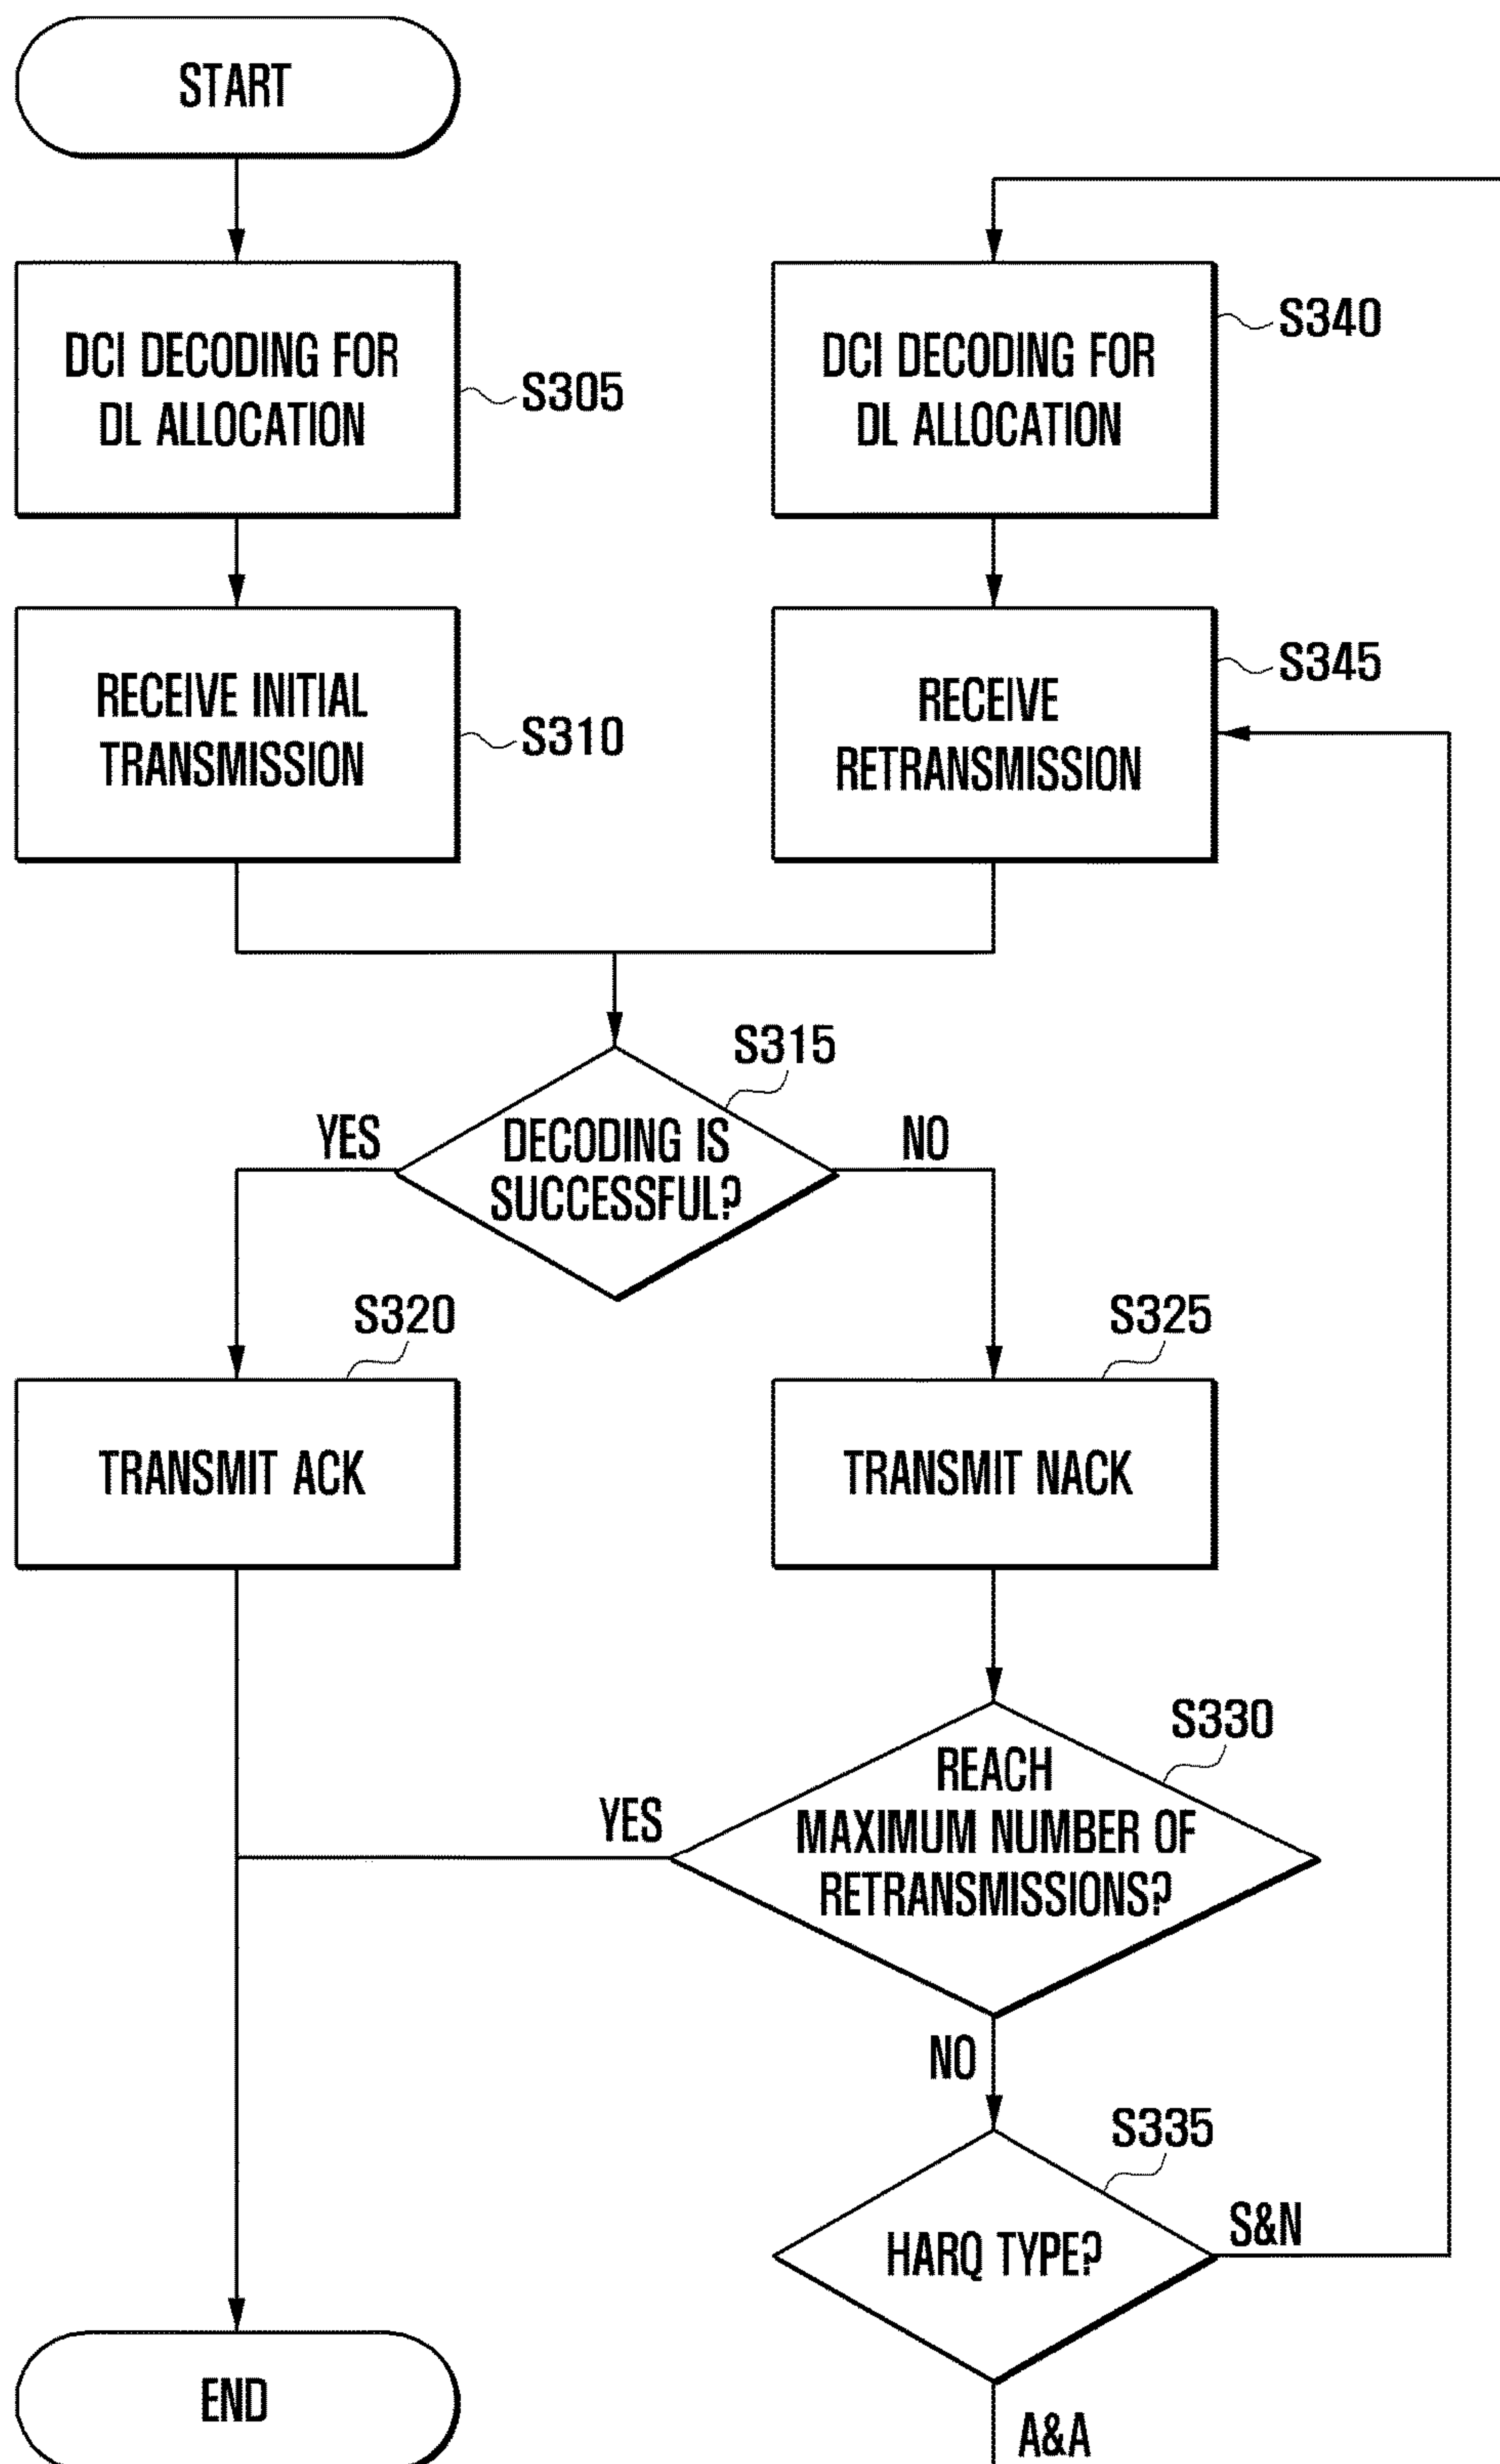 START
DCI DECODING FOR
DL ALLOCATION
S305
DCI DECODING FOR
DL ALLOCATION
S340
RECEIVE INITIAL
TRANSMISSION
S310
RECEIVE
RETRANSMISSION
S345
S315
YES
DECODING IS
SUCCESSFUL?
NO
S320
TRANSMIT ACK
S325
TRANSMIT NACK
S330
YES
REACH
MAXIMUM NUMBER OF
RETRANSMISSIONS?
NO
S335
HARQ TYPE?
S&N
END
A&A